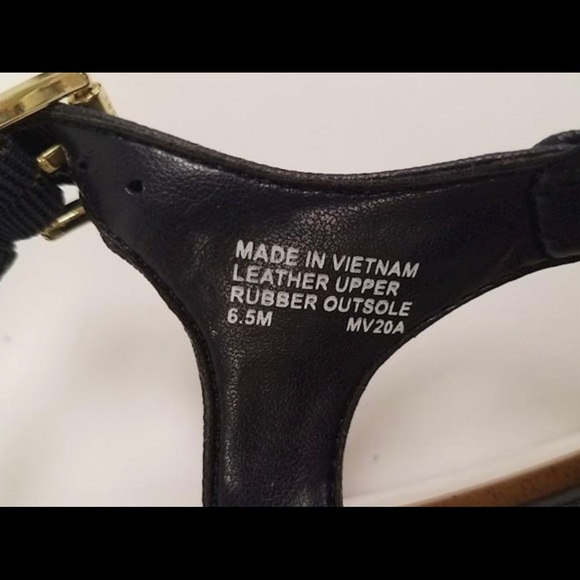 MADE IN VIETNAM
LEATHER UPPER
RUBBER OUTSOLE
6.5M MV20A